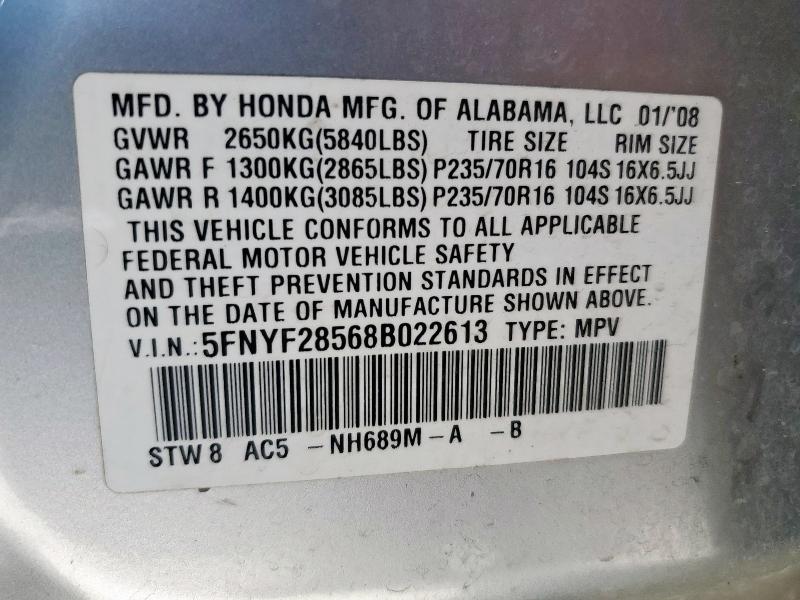 MFD. BY HONDA MFG. OF ALABAMA, LLC 01/'08
GVWR 2650KG(5840LBS) TIRE SIZE RIM SIZE
GAWR F 1300KG(2865LBS) P235/70R16 104S 16X6.5JJ
GAWR R 1400KG(3085LBS) P235/70R16 104S 16X6.5JJ
THIS VEHICLE CONFORMS TO ALL APPLICABLE
FEDERAL MOTOR VEHICLE SAFETY
AND THEFT PREVENTION STANDARDS IN EFFECT
ON THE DATE OF MANUFACTURE SHOWN ABOVE.
V.I.N.: 5FNYF28568B022613 TYPE: MPV
STW8 AC5 -NH689M-A -B